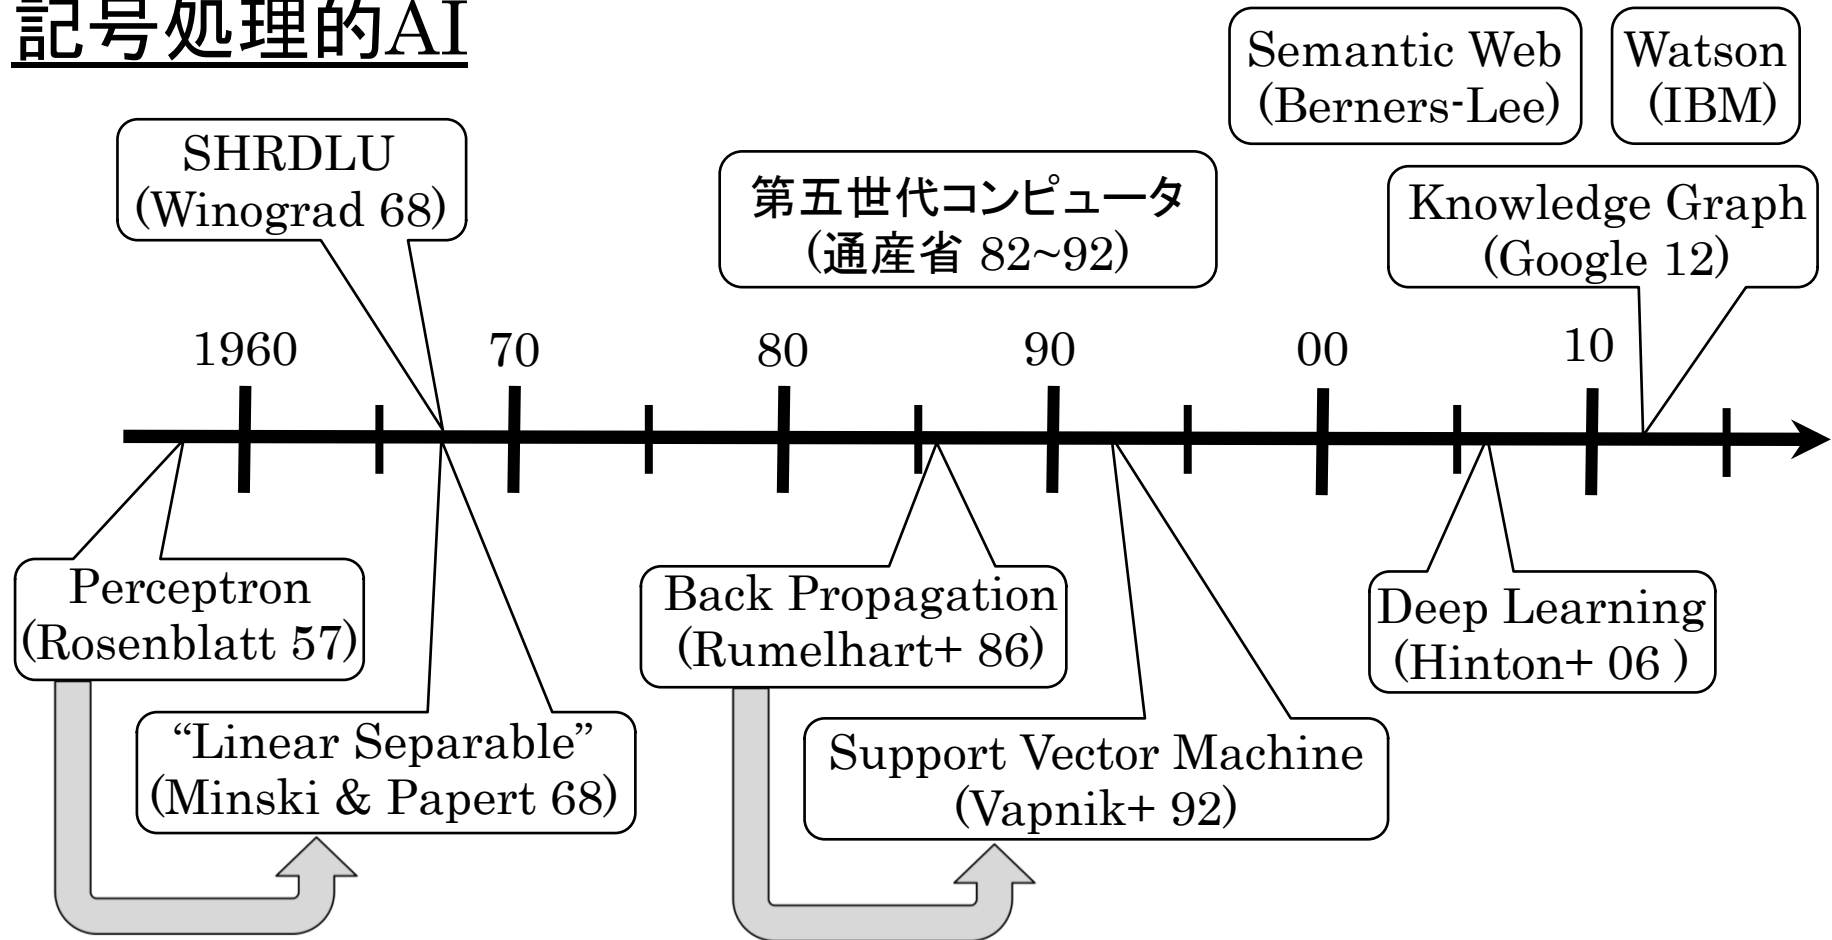 記号処理的AI
Semantic Web
(Berners-Lee)
Watson
(IBM)
SHRDLU
(Winograd 68)
第五世代コンピュータ
(通産省 82~92)
Knowledge Graph
(Google 12)
1960
70
80
90
00
10
Perceptron
(Rosenblatt 57)
Back Propagation
(Rumelhart+ 86)
Deep Learning
(Hinton+ 06 )
“Linear Separable”
(Minski & Papert 68)
Support Vector Machine
(Vapnik+ 92)